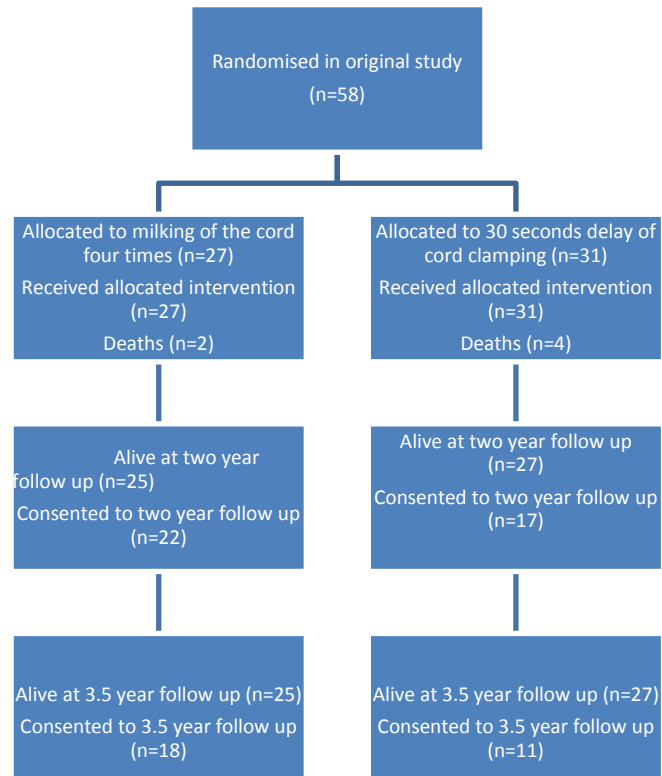 Randomised in original study
(n=58)
Allocated to milking of the cord
four times (n=27)
Received allocated intervention
(n=27)
Deaths (n=2)
Allocated to 30 seconds delay of
cord clamping (n=31)
Received allocated intervention
(n=31)
Deaths (n=4)
Alive at two year
follow up (n=25)
Consented to two year follow up
(n=22)
Alive at two year follow up
(n=27)
Consented to two year follow up
(n=17)
Alive at 3.5 year follow up (n=25)
Consented to 3.5 year follow up
(n=18)
Alive at 3.5 year follow up (n=27)
Consented to 3.5 year follow up
(n=11)